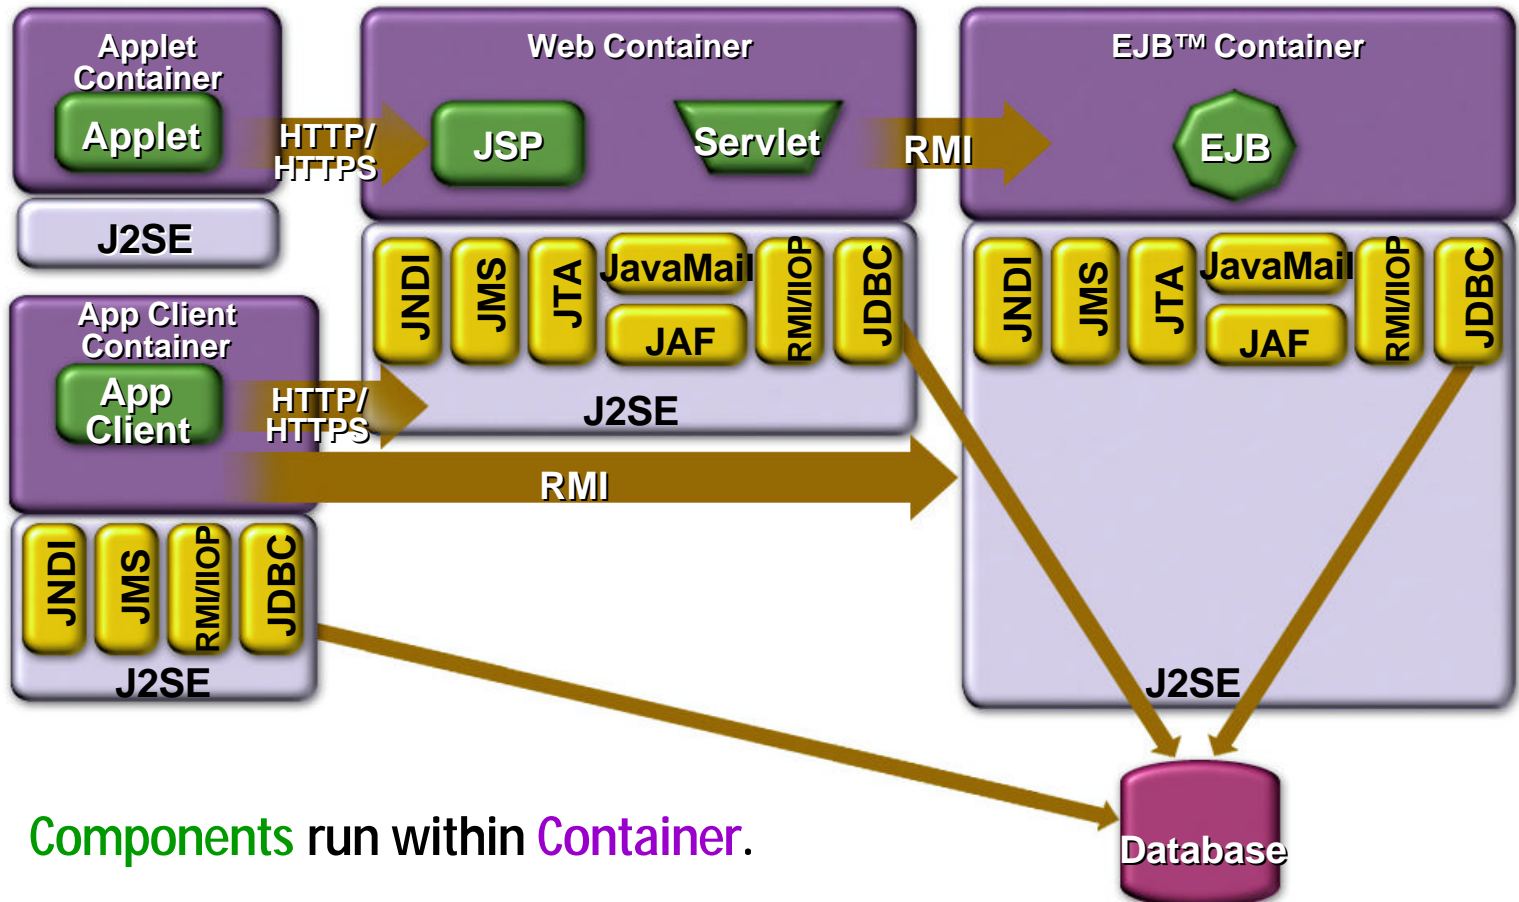 Applet
Container
Applet
J2SE
HTTP/
HTTPS
Web Container
JSP
Servlet
JNDI
JMS
JTA
JavaMail
JAF
RMI/IIOP
JDBC
J2SE
RMI
EJB™ Container
EJB
JNDI
JMS
JTA
JavaMail
JAF
RMI/IIOP
JDBC
J2SE
App Client
Container
App
Client
HTTP/
HTTPS
RMI
JNDI
JMS
RMI/IIOP
JDBC
J2SE
Database
Components run within Container.